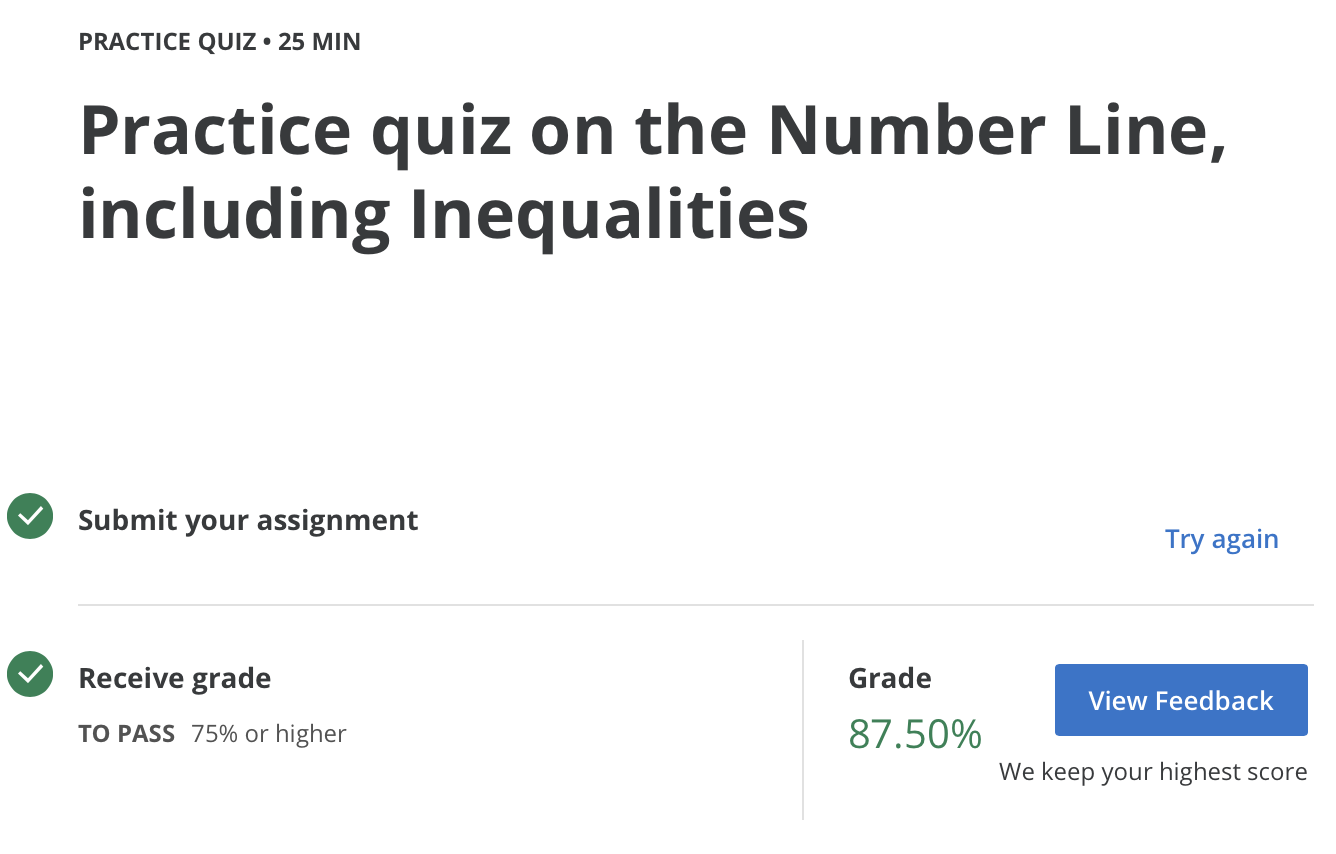 PRACTICE QUIZ • 25 MIN
Practice quiz on the Number Line,
including Inequalities
Submit your assignment
Try again
Receive grade
TO PASS 75% or higher
Grade
87.50%
View Feedback
We keep your highest score